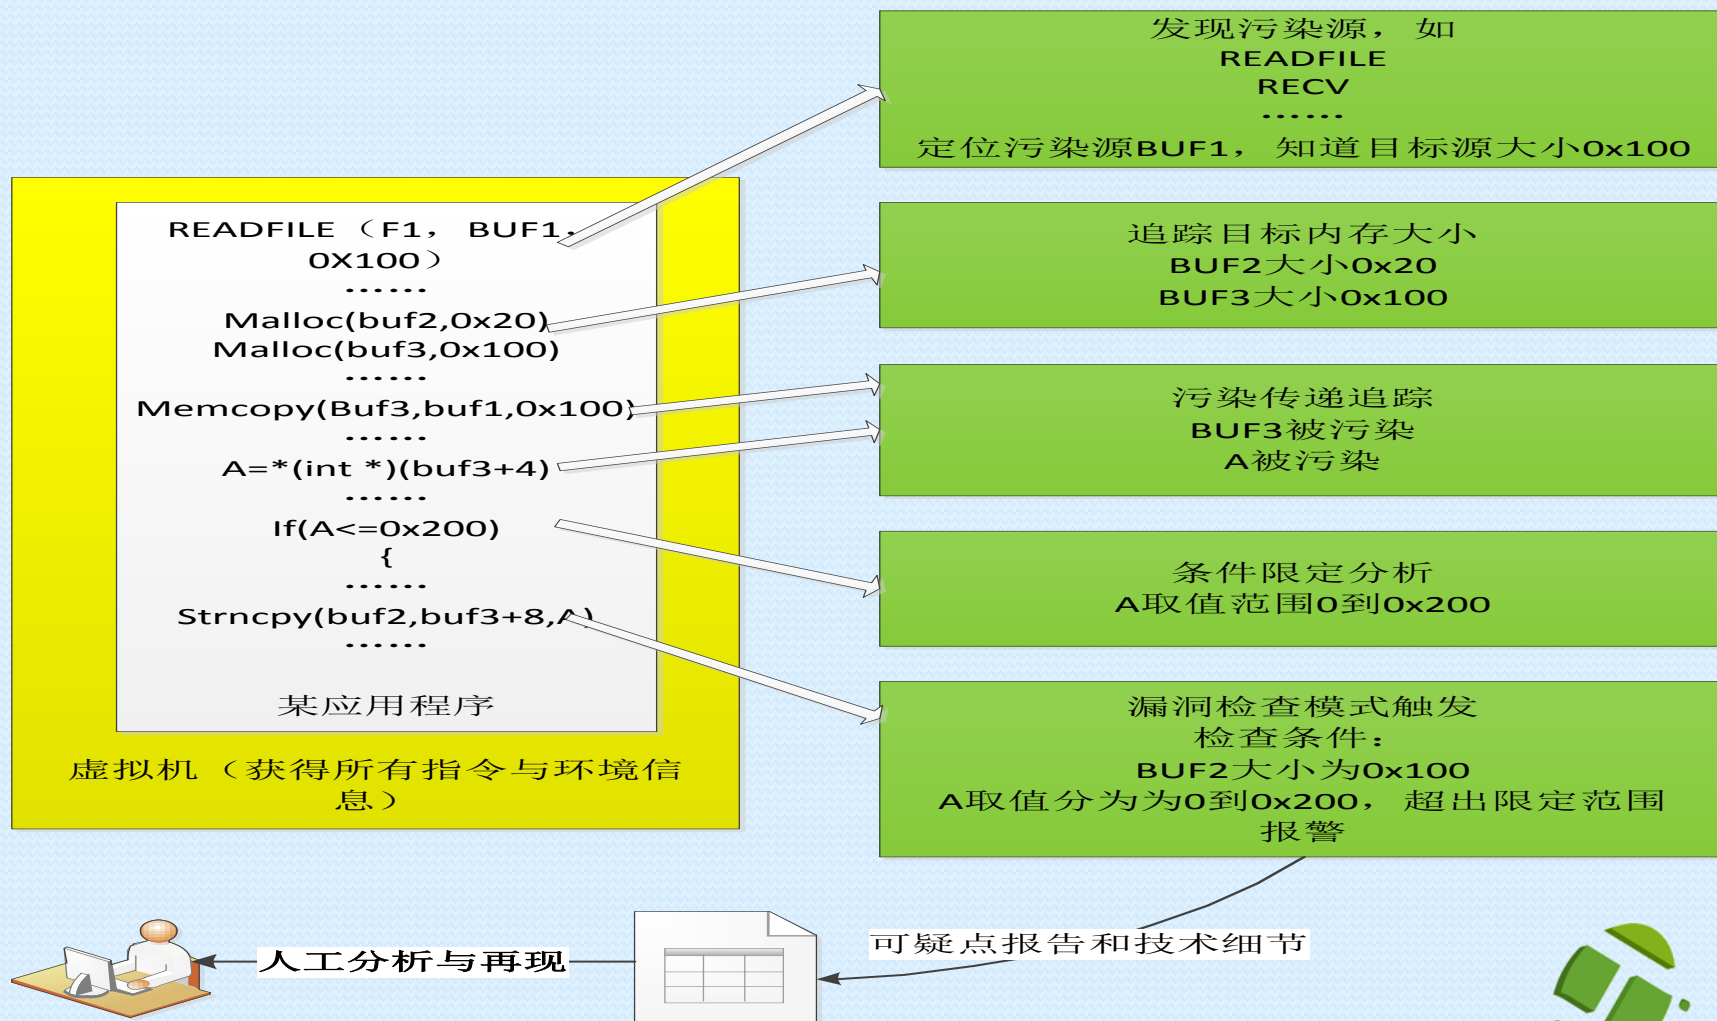 READFILE（F1， BUF1，
0X100）
......
Malloc(buf2,0x20)
Malloc(buf3,0x100)
......
Memcopy(Buf3,buf1,0x100)
......
A=*(int *)(buf3+4)
......
If(A<=0x200)
{
......
Strncpy(buf2,buf3+8,A)
......
某应用程序
虚拟机（获得所有指令与环境信
息）
发现污染源，如
READFILE
RECV
......
定位污染源BUF1，知道目标源大小0x100
追踪目标内存大小
BUF2大小0x20
BUF3大小0x100
污染传递追踪
BUF3被污染
A被污染
条件限定分析
A取值范围0到0x200
漏洞检查模式触发
检查条件：
BUF2大小为0x100
A取值分为为0到0x200，超出限定范围
报警
可疑点报告和技术细节
人工分析与再现